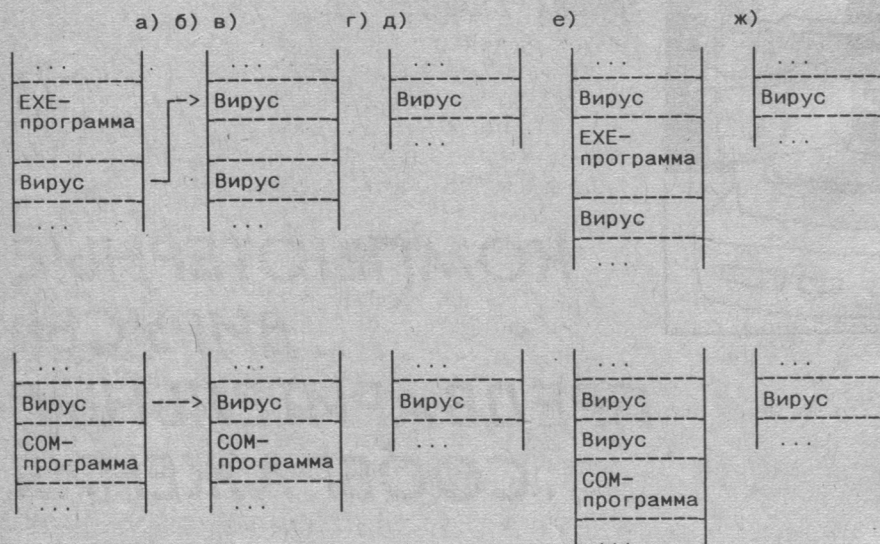 а) б) в) г) д) е) ж)
... ... ... ... ...
EXE- Вирус Вирус Вирус Вирус
программа
... EXE- ...
программа
Вирус Вирус
Вирус
... ...
...
... ... ... ... ...
Вирус Вирус Вирус Вирус Вирус
COM- COM- ... Вирус ...
программа программа
COM-
... ... программа
...